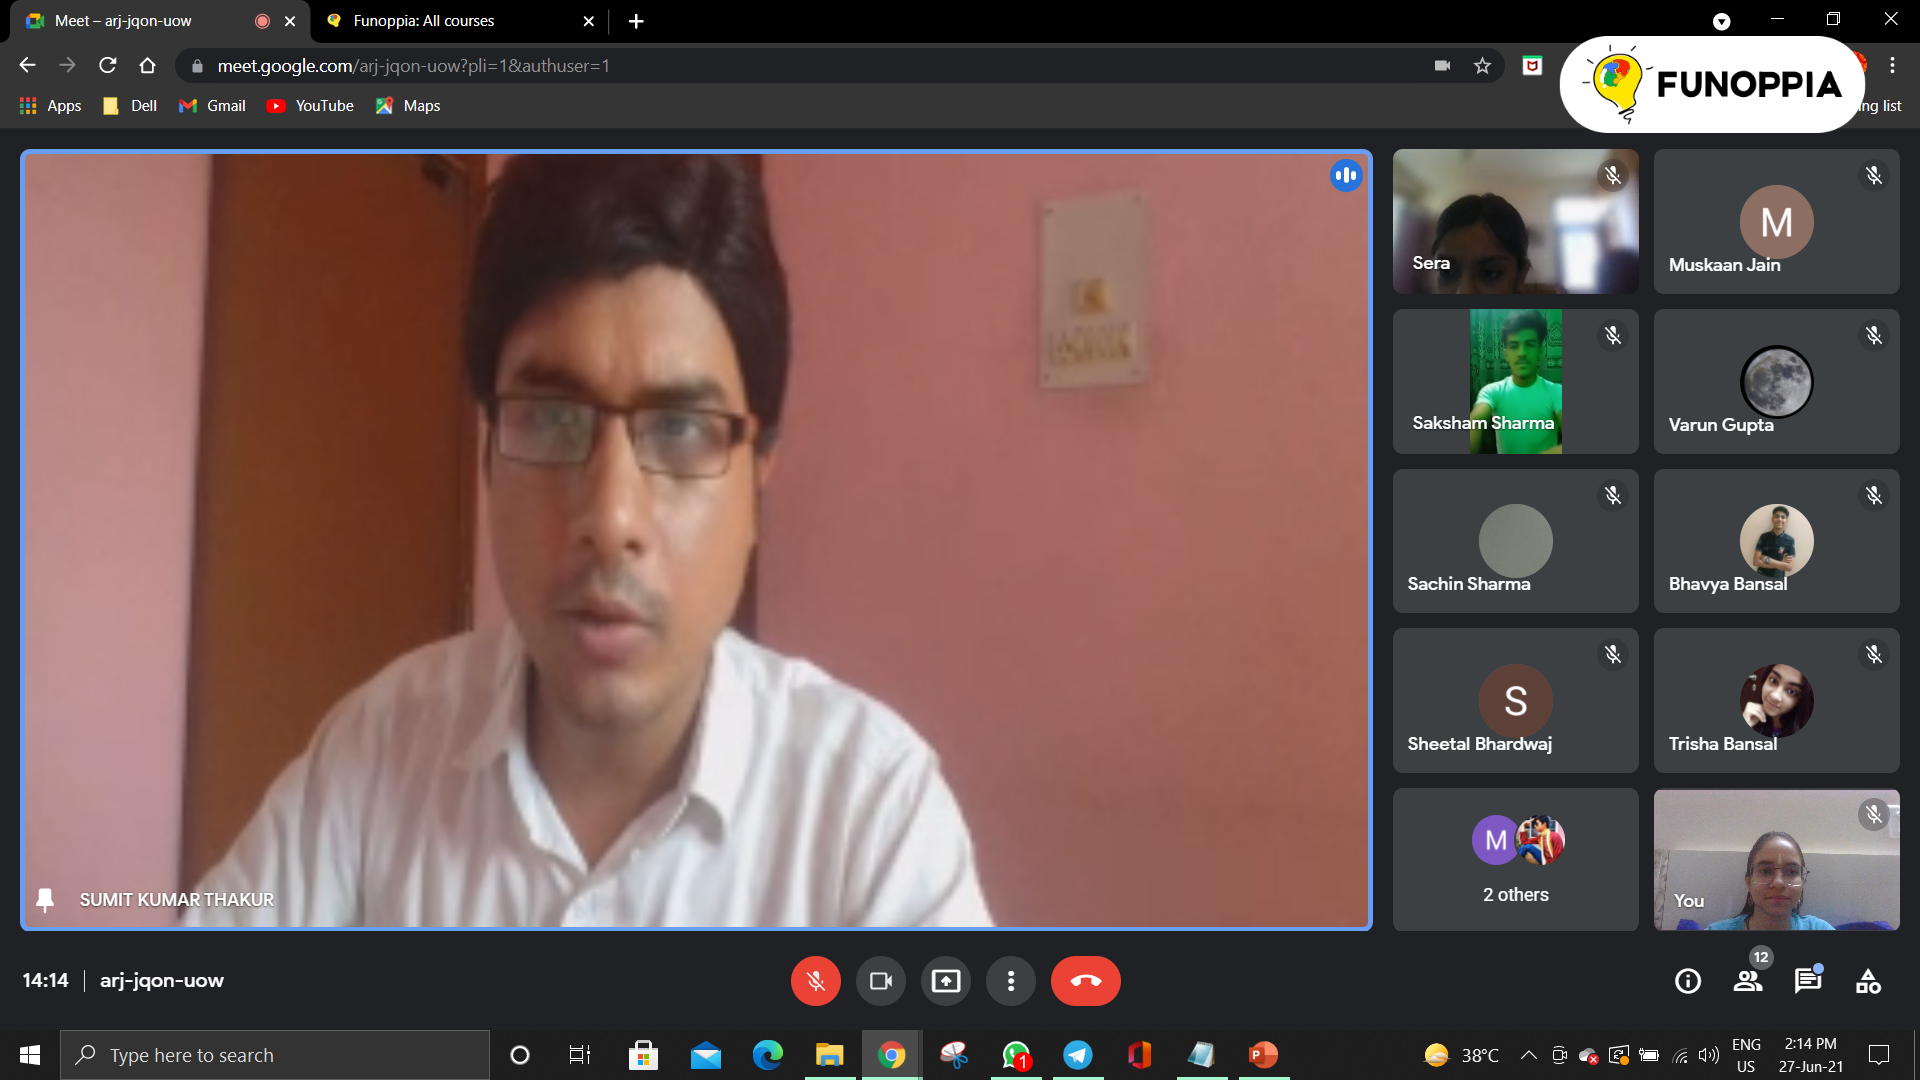 Meet – arj-jqon-uow
Funoppia: All courses
meet.google.com/arj-jqon-uow?pli=1&authuser=1
FUNOPPIA
Apps
Dell
Gmail
YouTube
Maps
ng list
Sera
M
Muskaan Jain
Saksham Sharma
Varun Gupta
Sachin Sharma
Bhavya Bansal
S
Sheetal Bhardwaj
Trisha Bansal
M
2 others
You
SUMIT KUMAR THAKUR
14:14 | arj-jqon-uow
12
Type here to search
1
38°C
ENG
US
2:14 PM
27-Jun-21